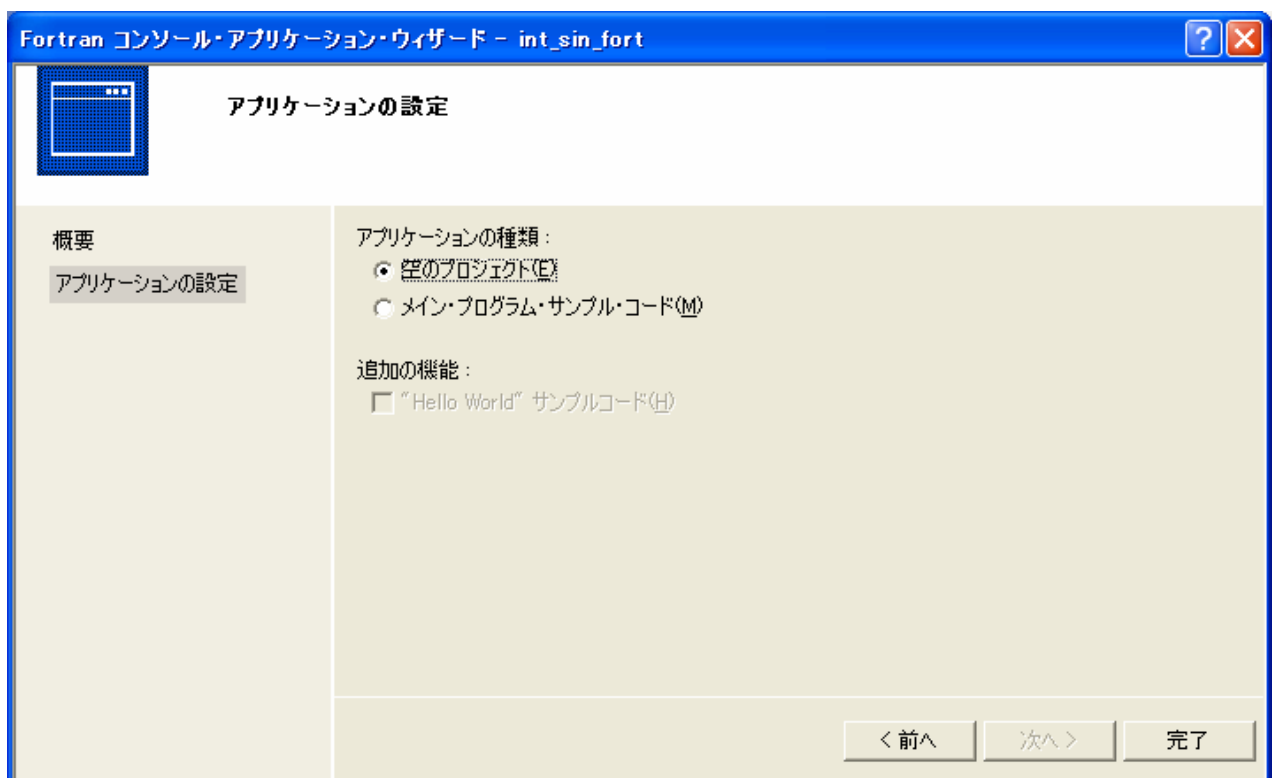 Fortran コンソール・アプリケーション・ウィザード - int_sin_fort
アプリケーションの設定
概要
アプリケーションの設定
アプリケーションの種類：
空のプロジェクト(E)
メイン・プログラム・サンプル・コード(M)
追加の機能：
"Hello World" サンプルコード(H)
< 前へ
次へ >
完了